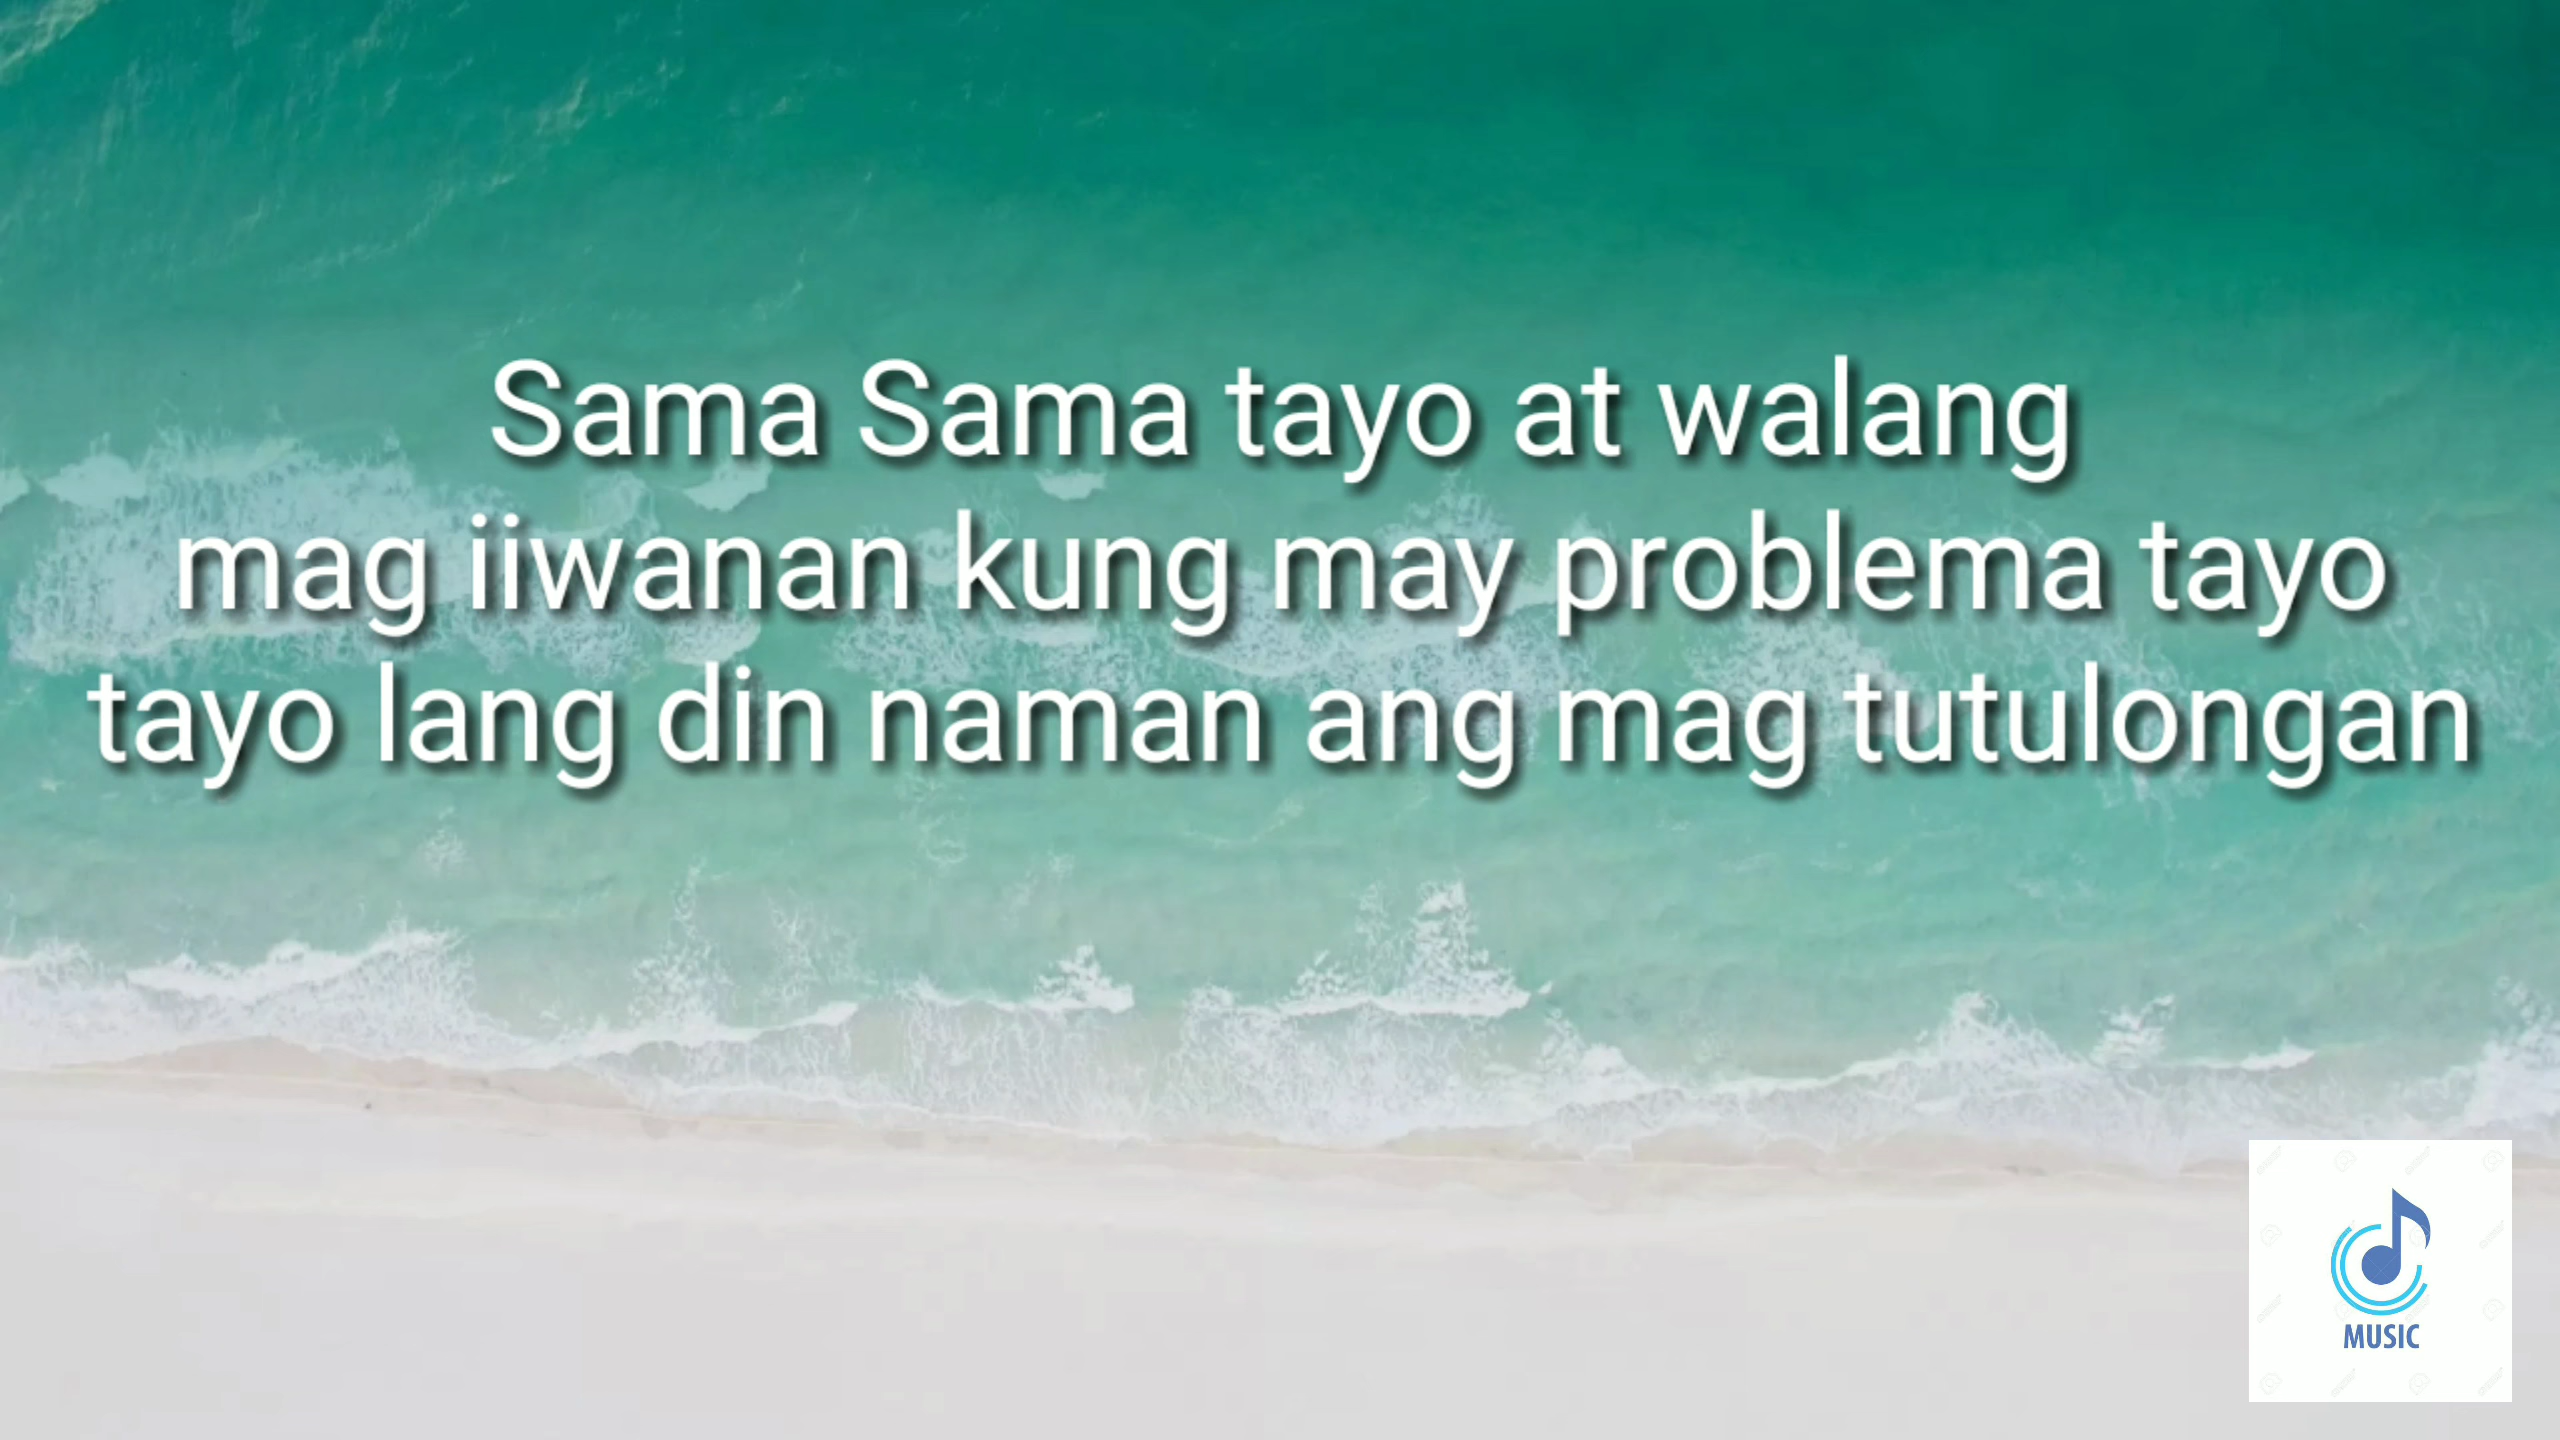 Sama Sama tayo at walang
mag iiwanan kung may problema tayo
tayo lang din naman ang mag tutulongan
MUSIC